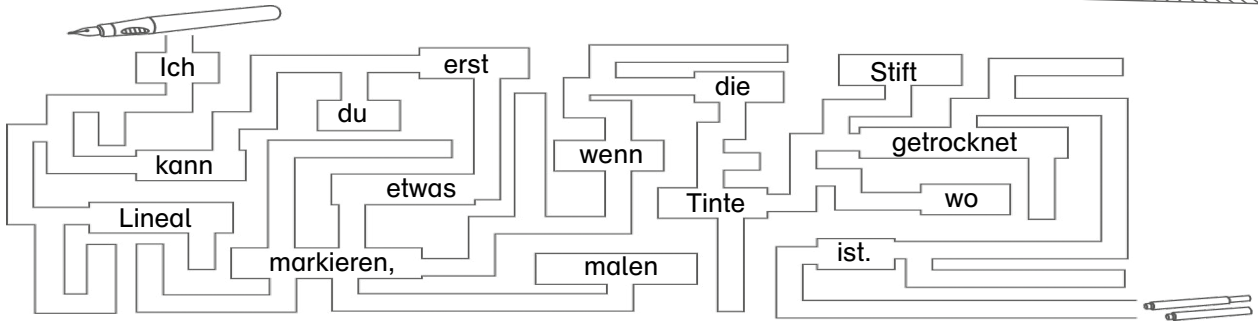 Ich
erst
Stift
die
du
getrocknet
wenn
kann
etwas
wo
Tinte
Lineal
ist.
markieren,
malen